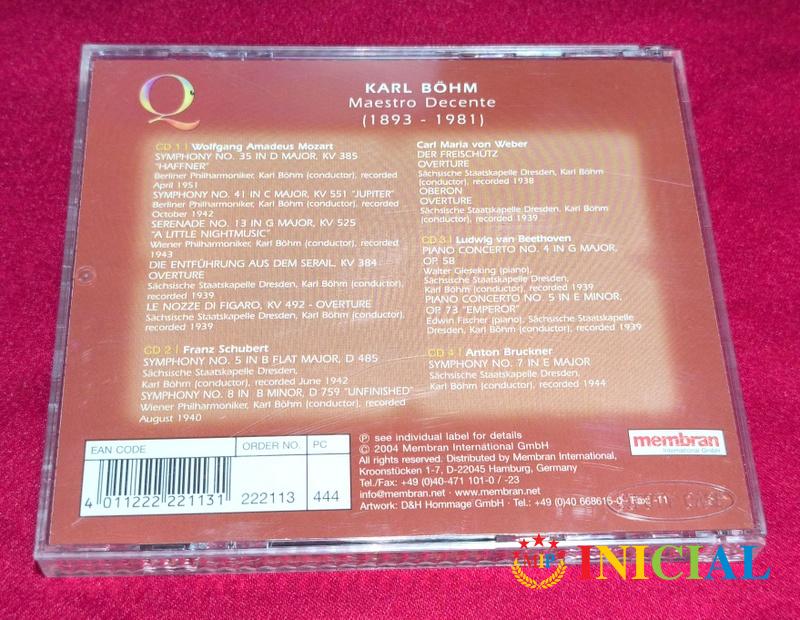 Q
KARL BÖHM
Maestro Decente
(1893 - 1981)
CD 1 | Wolfgang Amadeus Mozart
SYMPHONY NO. 35 IN D MAJOR, KV 385
"HAFFNER"
Berliner Philharmoniker, Karl Böhm (conductor), recorded
April 1951
SYMPHONY NO. 41 IN C MAJOR, KV 551 "JUPITER"
Berliner Philharmoniker, Karl Böhm (conductor), recorded
October 1942
SERENADE NO. 13 IN G MAJOR, KV 525
"A LITTLE NIGHTMUSIC"
Wiener Philharmoniker, Karl Böhm (conductor), recorded
1943
DIE ENTFÜHRUNG AUS DEM SERAIL, KV 384
OVERTURE
Sächsische Staatskapelle Dresden, Karl Böhm (conductor),
recorded 1939
LE NOZZE DI FIGARO, KV 492 - OVERTURE
Sächsische Staatskapelle Dresden, Karl Böhm (conductor),
recorded 1939
CD 2 | Franz Schubert
SYMPHONY NO. 5 IN B FLAT MAJOR, D 485
Sächsische Staatskapelle Dresden,
Karl Böhm (conductor), recorded June 1942
SYMPHONY NO. 8 IN B MINOR, D 759 "UNFINISHED"
Wiener Philharmoniker, Karl Böhm (conductor), recorded
August 1940
Carl Maria von Weber
DER FREISCHÜTZ
OVERTURE
Sächsische Staatskapelle Dresden, Karl Böhm
(conductor), recorded 1938
OBERON
OVERTURE
Sächsische Staatskapelle Dresden, Karl Böhm
(conductor), recorded 1939
CD 3 | Ludwig van Beethoven
PIANO CONCERTO NO. 4 IN G MAJOR,
OP. 58
Walter Gieseking (piano),
Sächsische Staatskapelle Dresden,
Karl Böhm (conductor), recorded 1939
PIANO CONCERTO NO. 5 IN E MINOR,
OP. 73 "EMPEROR"
Edwin Fischer (piano), Sächsische Staatskapelle
Dresden, Karl Böhm (conductor), recorded 1939
CD 4 | Anton Bruckner
SYMPHONY NO. 7 IN E MAJOR
Sächsische Staatskapelle Dresden,
Karl Böhm (conductor), recorded 1944
EAN CODE
4 011222 221131
ORDER NO.
222113
PC
444
℗ see individual label for details
© 2004 Membran International GmbH
All rights reserved. Distributed by Membran International,
Kroonstücken 1-7, D-22045 Hamburg, Germany
Tel./Fax: +49 (0)40-471 101-0 / -23
info@membran.net - www.membran.net
Artwork: D&H Hommage GmbH · Tel.: +49 (0)40 668615-0 · Fax: -11
membran
International GmbH
MP INICIAL